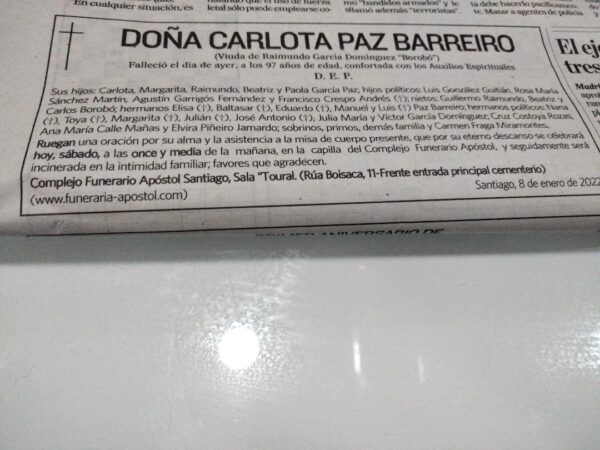 En cualquier situación, es
letal sólo puede emplearse co-
mo "bandidos armados" y le
llamó además "terroristas".
te. Matar a agentes de policía
El eje
tres
Madri
DOÑA CARLOTA PAZ BARREIRO
(Viuda de Raimundo García Domínguez "Borobó")
Falleció el día de ayer, a los 97 años de edad, confortada con los Auxilios Espirituales
D. E. P.
Sus hijos: Carlota, Margarita, Raimundo, Beatriz y Paola García Paz; hijos políticos: Luis González Guitián, Rosa María
Sánchez Martín, Agustín Garrigós Fernández y Francisco Crespo Andrés (†); nietos: Guillermo Raimundo, Beatriz, y
Carlos Borobó; hermanos Elisa (†), Baltasar (†), Eduardo (†), Manuel y Luis (†) Paz Barreiro; hermanos, políticos: Nana
(†), Toya (†), Margarita (†), Julián (†), José Antonio (†), Julia María y Víctor García Domínguez, Cruz Costoya Rozas,
Ana María Calle Mañas y Elvira Piñeiro Jamardo; sobrinos, primos, demás familia y Carmen Fraga Miramontes,
Ruegan una oración por su alma y la asistencia a la misa de cuerpo presente, que por su eterno descanso se celebrará
hoy, sábado, a las once y media de la mañana, en la capilla del Complejo Funerario Apóstol, y seguidamente será
incinerada en la intimidad familiar; favores que agradecen.
Complejo Funerario Apóstol Santiago, Sala "Toural. (Rúa Boisaca, 11-Frente entrada principal cementerio)
(www.funeraria-apostol.com)
Santiago, 8 de enero de 2022
PRIMER ANIVERSARIO DE